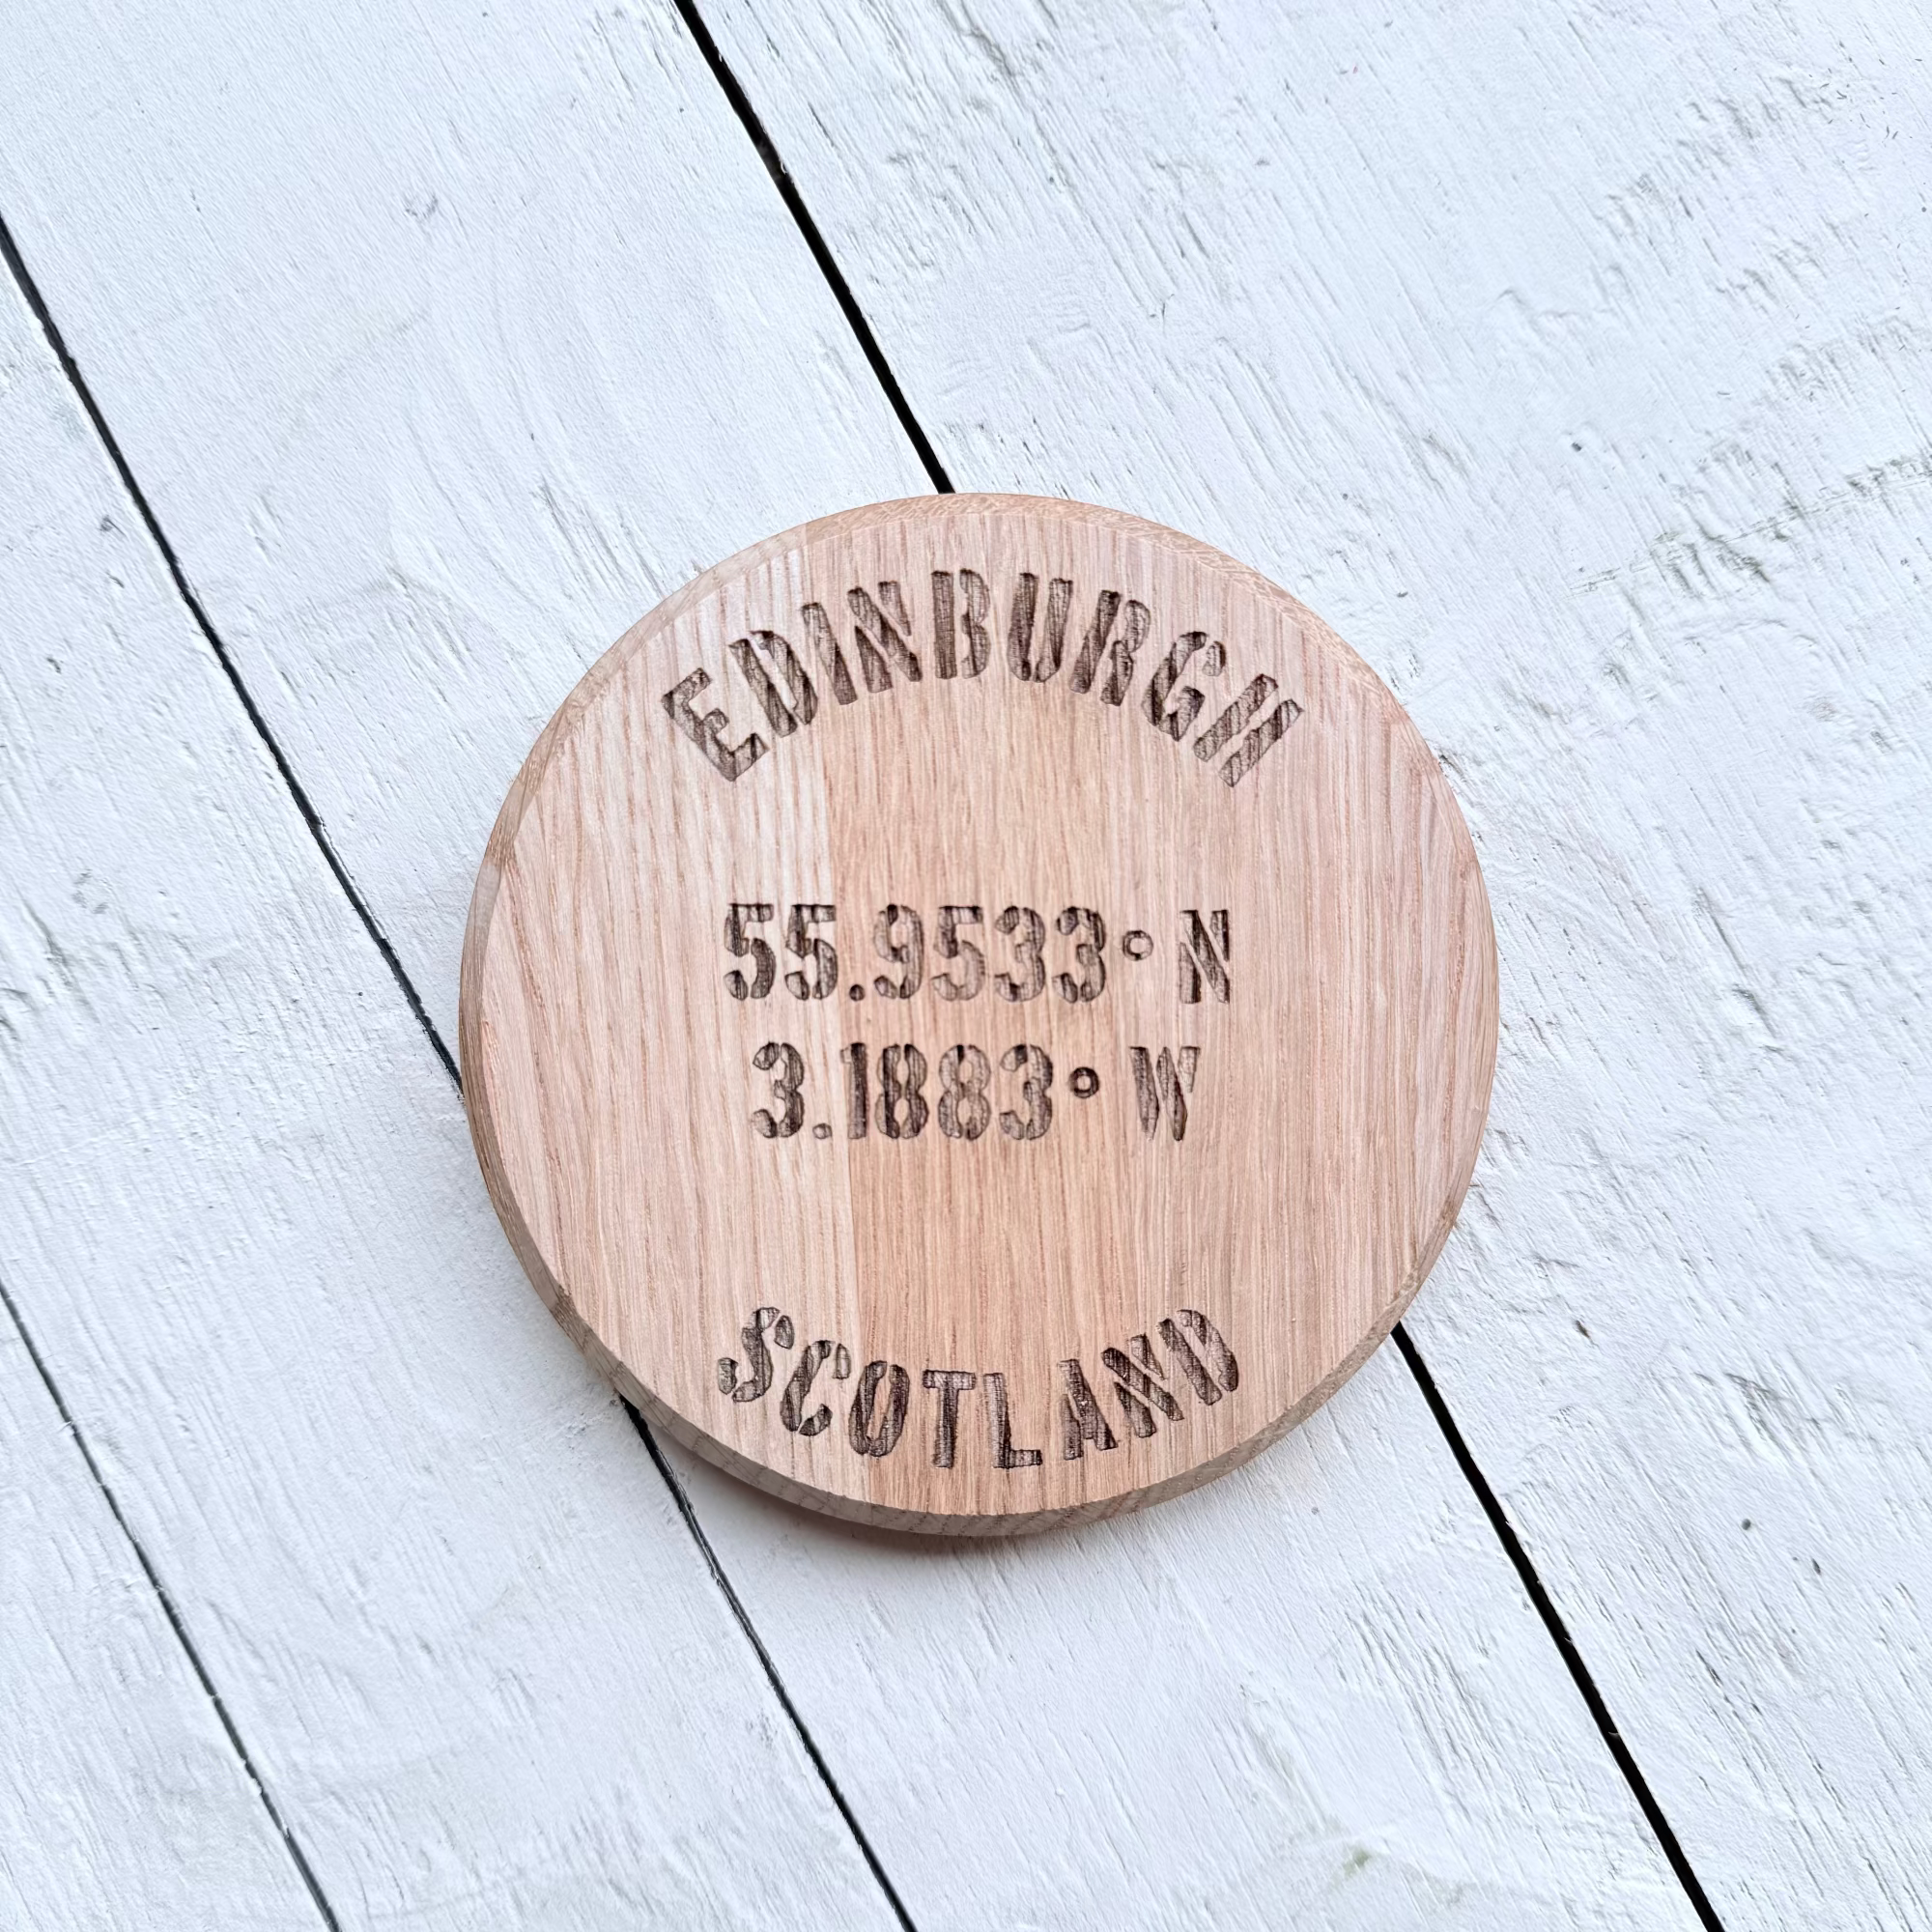 EDINBURGH
55.9533° N
3.1883° W
SCOTLAND